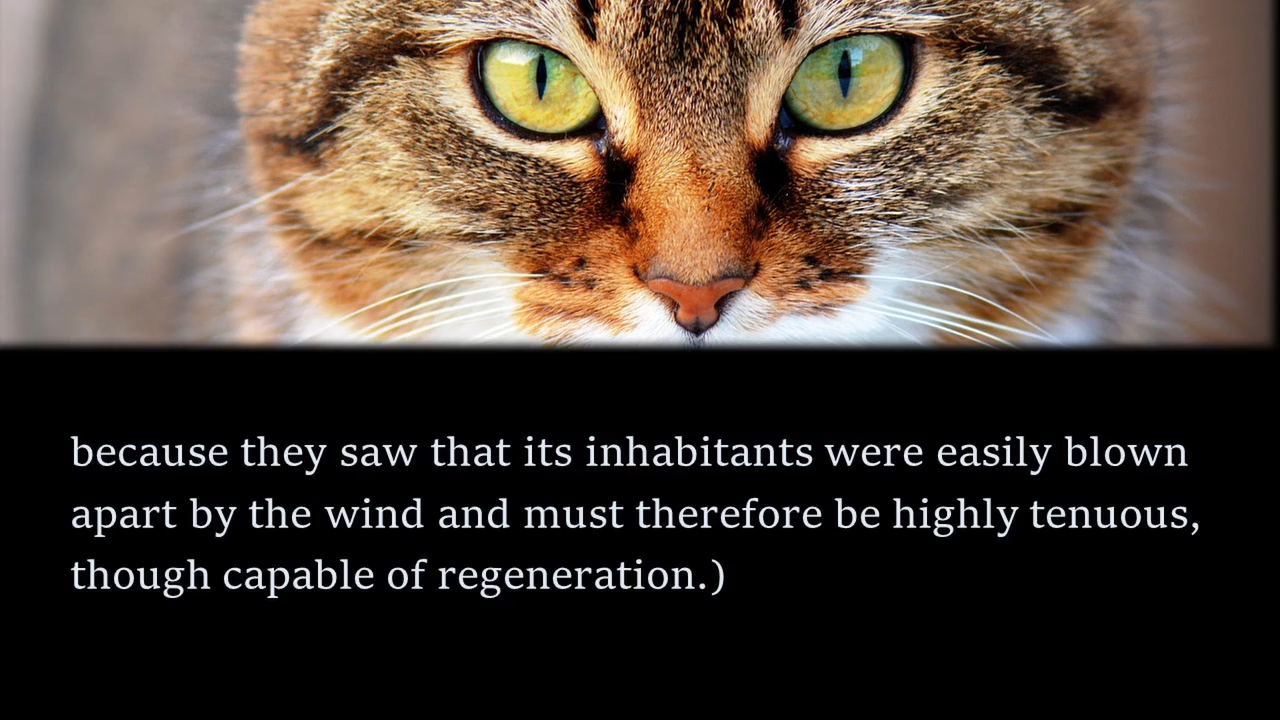 because they saw that its inhabitants were easily blown
apart by the wind and must therefore be highly tenuous,
though capable of regeneration.)